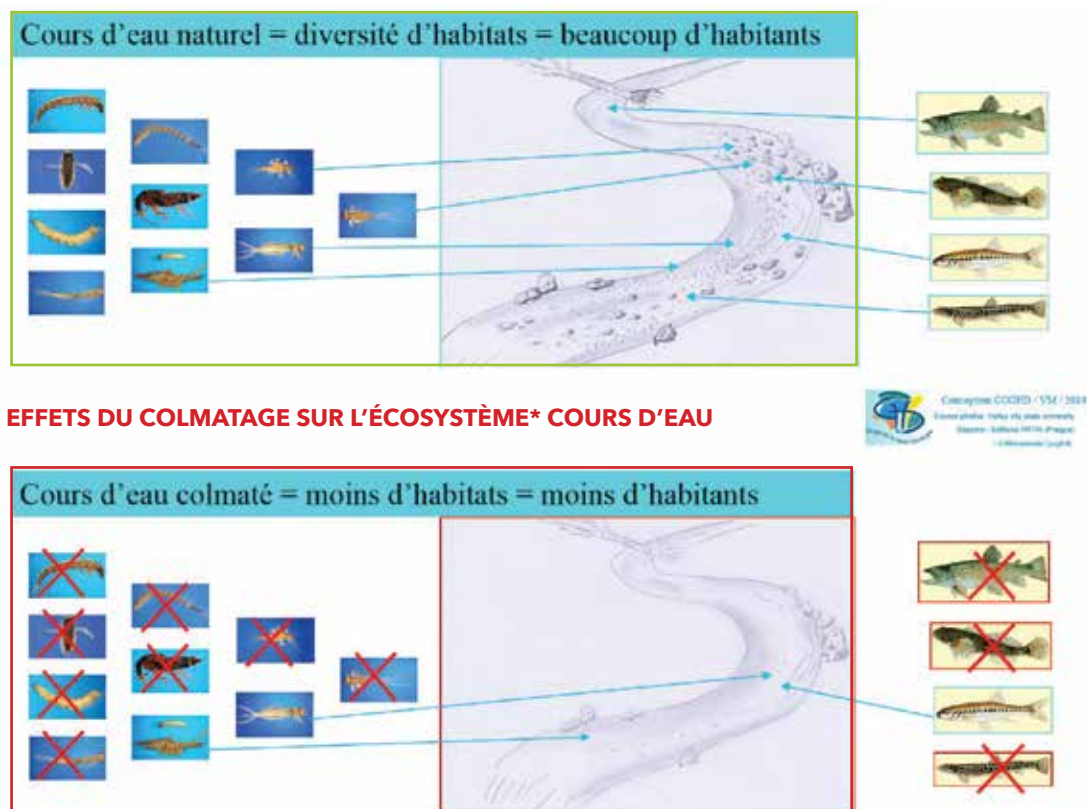 Cours d'eau naturel = diversité d'habitats = beaucoup d'habitants
EFFETS DU COLMATAGE SUR L'ÉCOSYSTÈME* COURS D'EAU
Conception
Cours d'eau colmaté = moins d'habitats = moins d'habitants